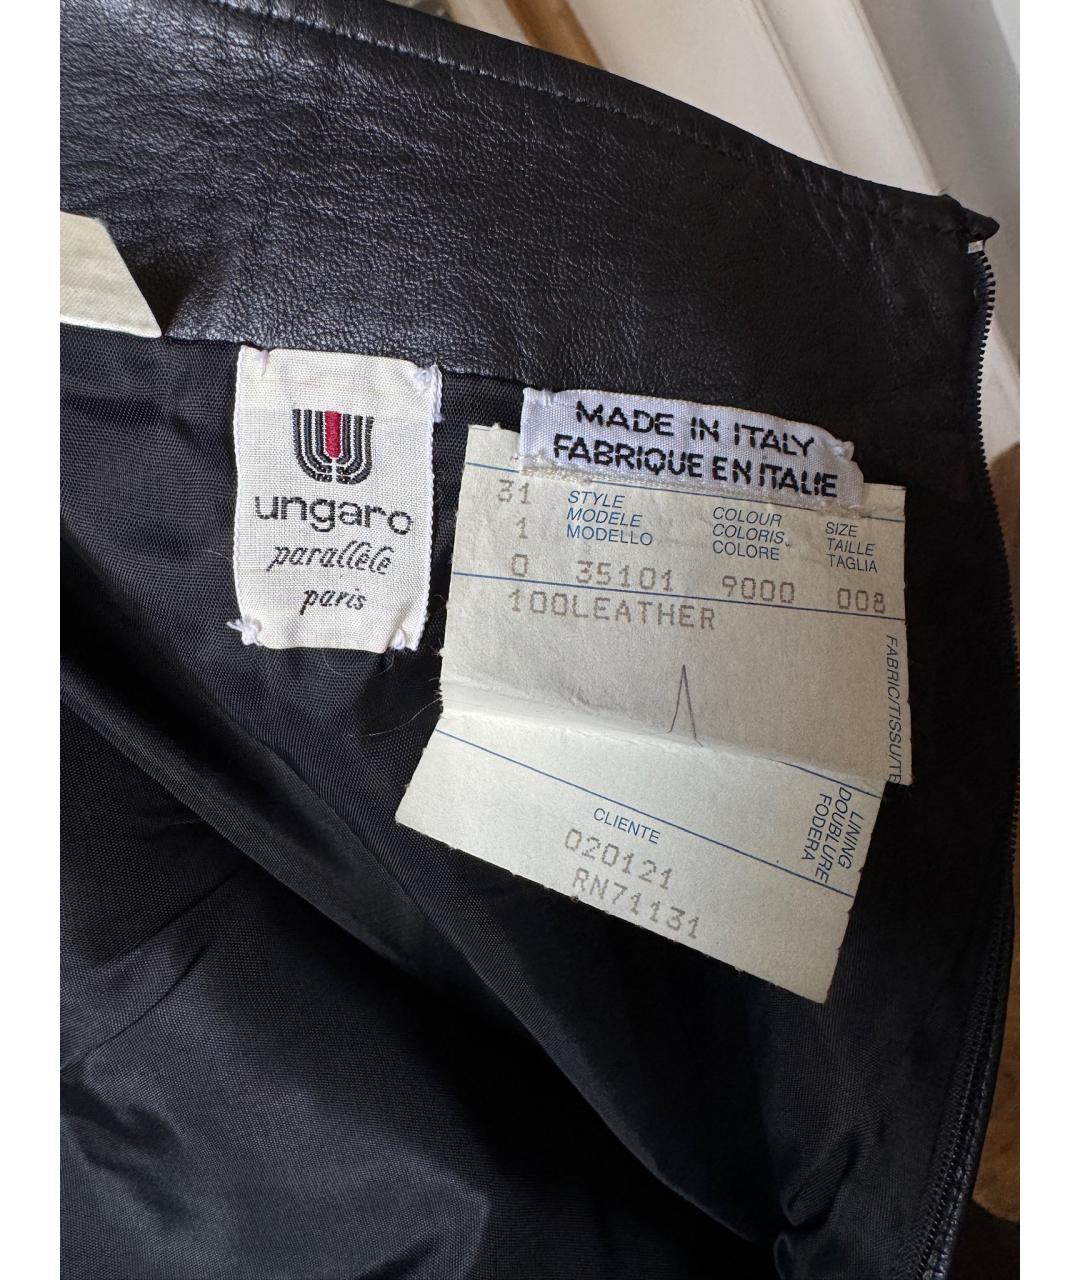 ungaro
parallèle
paris
MADE IN ITALY
FABRIQUE EN ITALIE
31
1
0
STYLE
MODELE
MODELLO
COLOUR
COLORIS
COLORE
SIZE
TAILLE
TAGLIA
35101 9000 008
100LEATHER
FABRIC/TISSU/TE
LINING
DOUBLURE
FODERA
CLIENTE
020121
RN71131